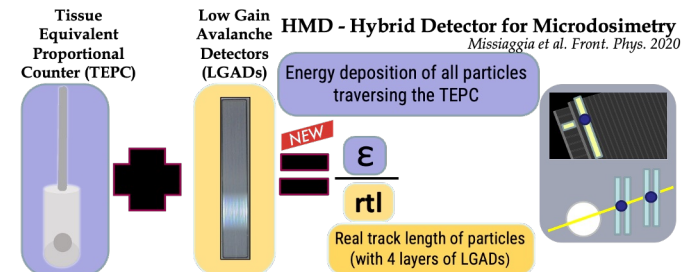 Tissue
Equivalent
Proportional
Counter (TEPC)
Low Gain
Avalanche
Detectors
(LGADs)
HMD - Hybrid Detector for Microdosimetry
Missiaggia et al. Front. Phys. 2020
Energy deposition of all particles
traversing the TEPC
NEW
ε
rtl
Real track length of particles
(with 4 layers of LGADs)